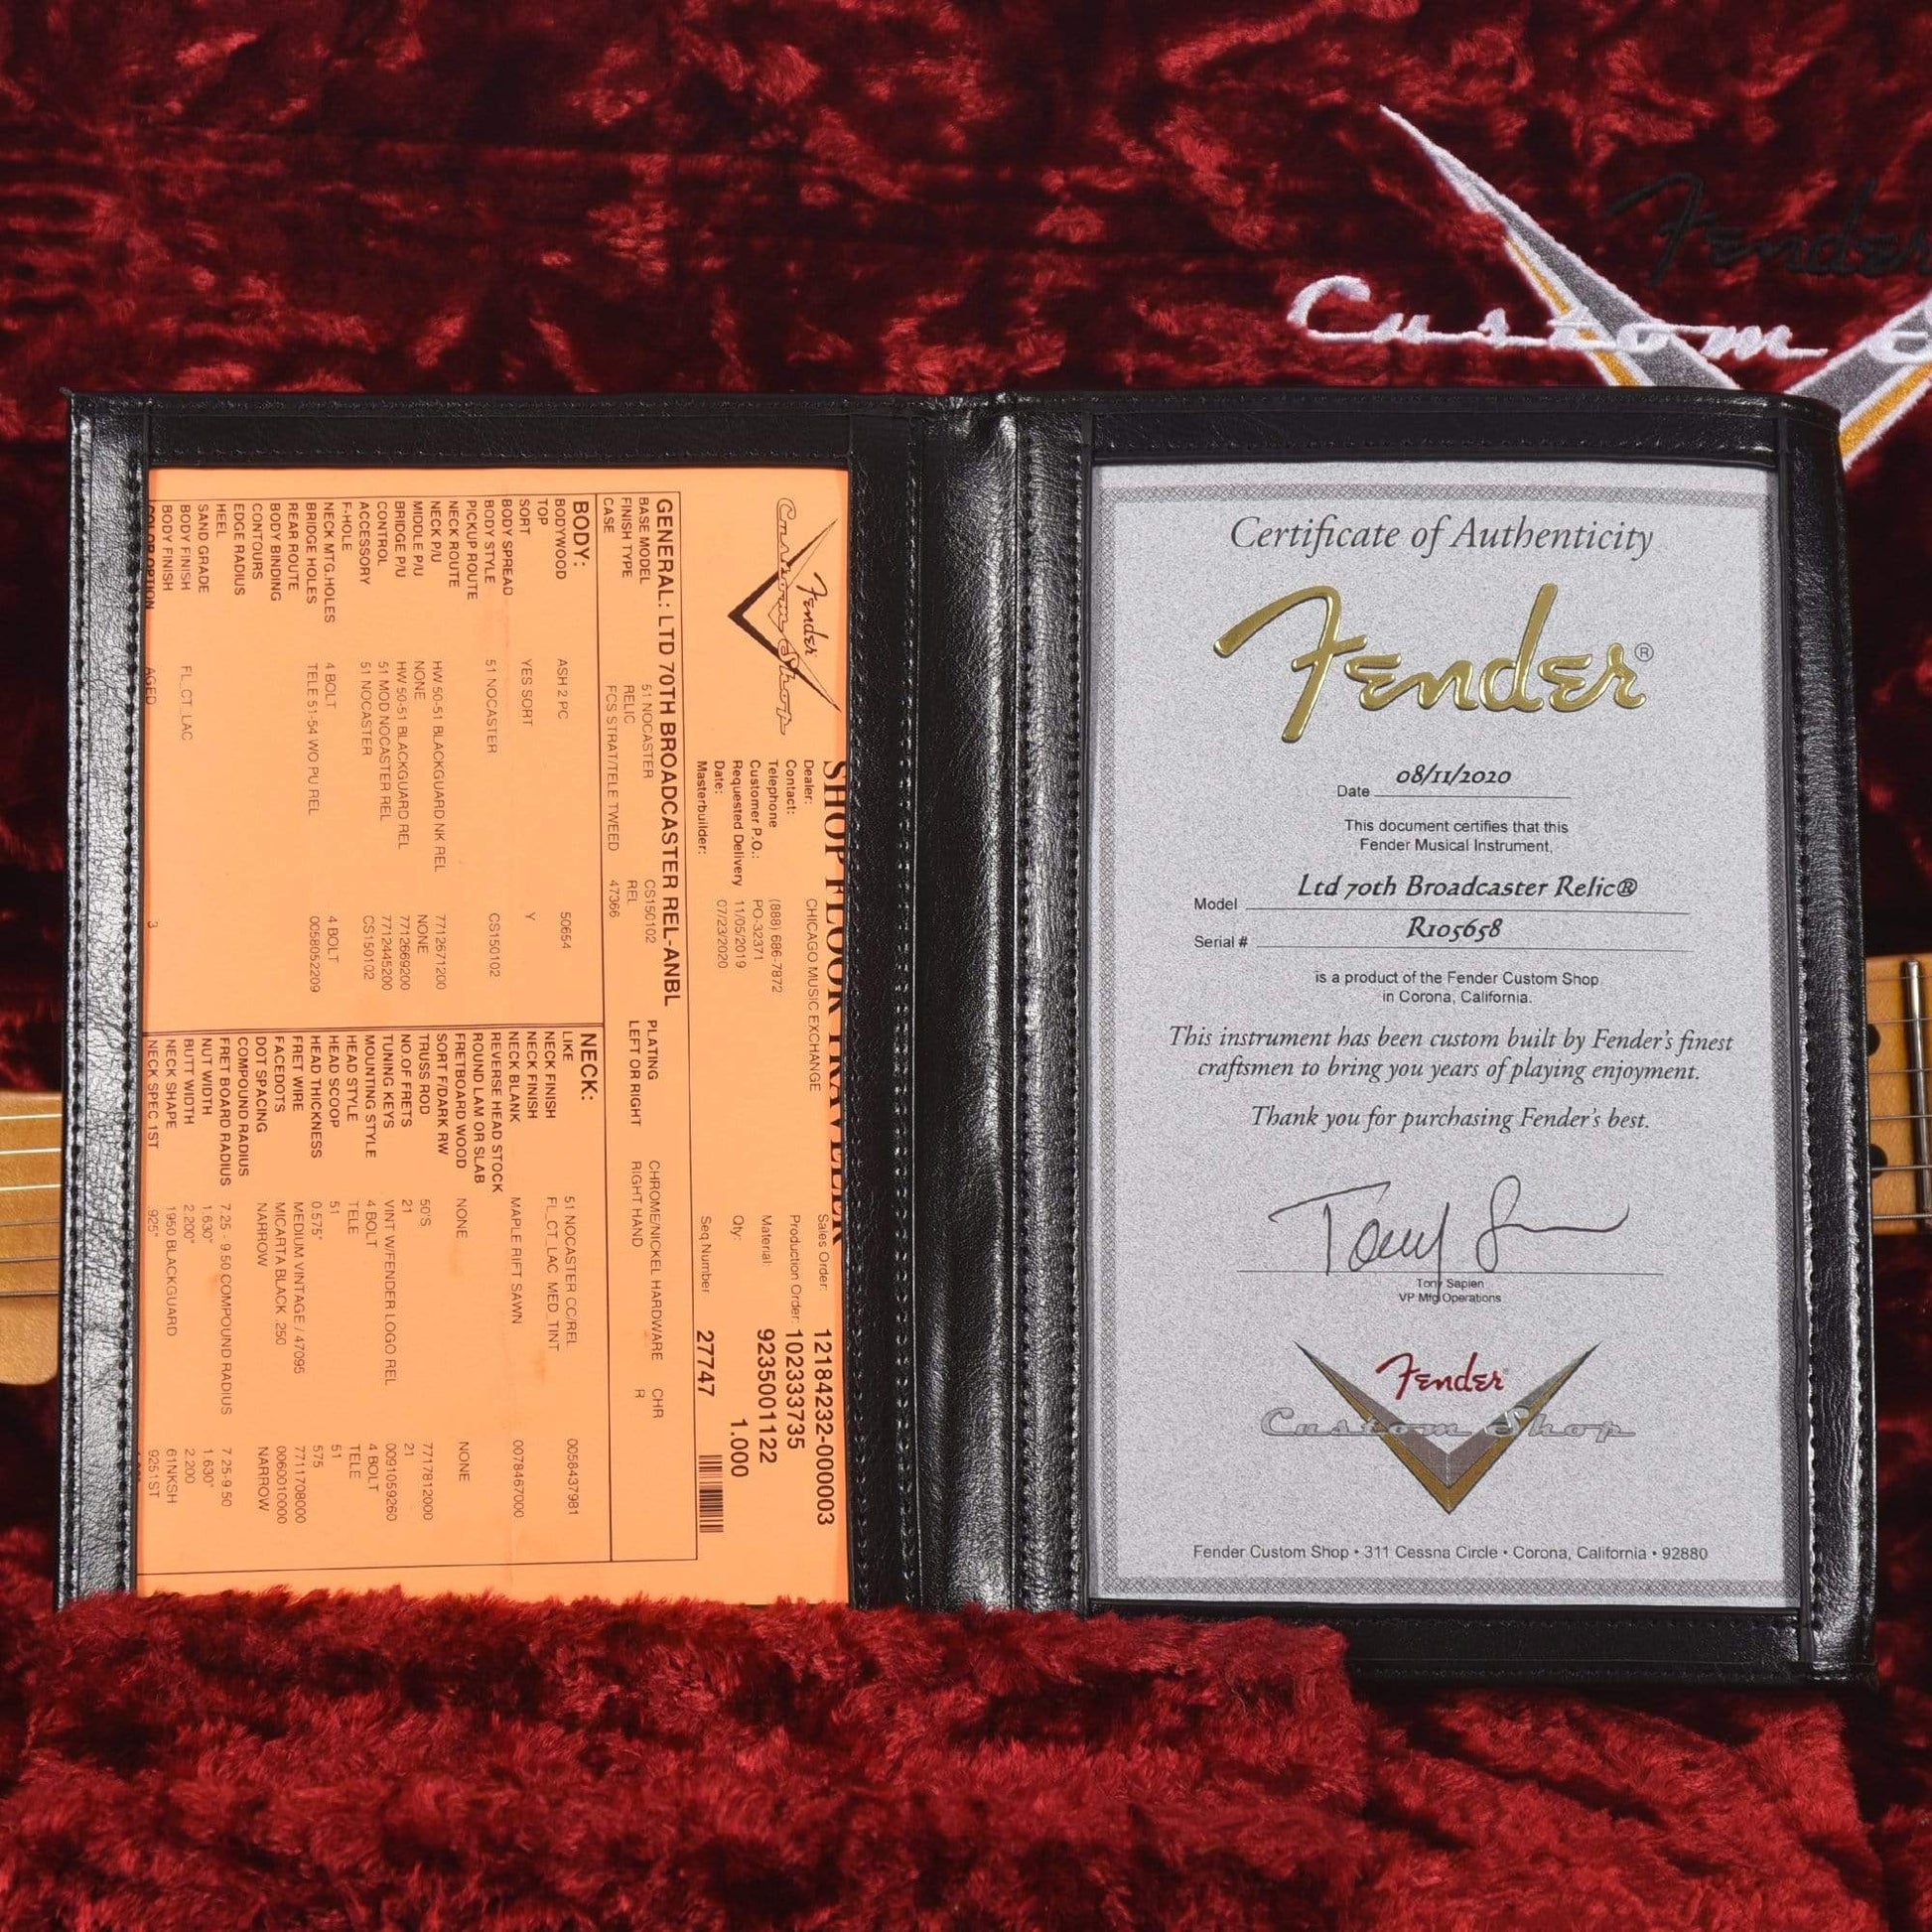 Fender
Custom
SHOP FLOOR TRAVELER
Fender
Custom Shop
Dealer: CHICAGO MUSIC EXCHANGE
Contact:
Telephone (888) 686-7872
Customer P.O.: PO-32371
Requested Delivery 11/05/2019
Date: 07/23/2020
Masterbuilder:
Sales Order: 12184232-000003
Production Order: 102333735
Material: 9235001122
Qty: 1.000
Seq Number 27747
GENERAL: LTD 70TH BROADCASTER REL-ANBL
BASE MODEL 51 NOCASTER CS150102
FINISH TYPE RELIC REL
CASE FCS STRAT/TELE TWEED 47366
PLATING CHROME/NICKEL HARDWARE CHR
LEFT OR RIGHT RIGHT HAND R
BODY:
BODYWOOD ASH 2 PC 50654
TOP
SORT YES SORT Y
BODY SPREAD
BODY STYLE 51 NOCASTER CS150102
PICKUP ROUTE
NECK ROUTE
NECK P/U HW 50-51 BLACKGUARD NK REL 7712671200
MIDDLE P/U NONE NONE
BRIDGE P/U HW 50-51 BLACKGUARD REL 7712669200
CONTROL 51 MOD NOCASTER REL 7712445200
ACCESSORY 51 NOCASTER CS150102
F-HOLE
NECK MTG.HOLES 4 BOLT 4 BOLT
BRIDGE HOLES TELE 51-54 WO PU REL 0058052209
REAR ROUTE
BODY BINDING
CONTOURS
EDGE RADIUS
HEEL
SAND GRADE
BODY FINISH FL_CT_LAC
BODY FINISH
COLOR OPTION AGED 3
NECK:
LIKE 51 NOCASTER CC/REL 0056437981
NECK FINISH FL_CT_LAC_MED_TINT
NECK FINISH
NECK BLANK MAPLE RIFT SAWN 0078467000
REVERSE HEAD STOCK
ROUND LAM OR SLAB
FRETBOARD WOOD NONE NONE
SORT F/DARK RW
TRUSS ROD 50'S 7717812000
NO.OF FRETS 21 21
TUNING KEYS VINT W/FENDER LOGO REL 0091059260
MOUNTING STYLE 4 BOLT 4 BOLT
HEAD STYLE TELE TELE
HEAD SCOOP 51 51
HEAD THICKNESS 0.575" 575
FRET WIRE MEDIUM VINTAGE / 47095 7711708000
FACEDOTS MICARTA BLACK .250 0060010000
DOT SPACING NARROW NARROW
COMPOUND RADIUS
FRET BOARD RADIUS 7.25 - 9.50 COMPOUND RADIUS 7.25-9.50
NUT WIDTH 1.630" 1.630"
BUTT WIDTH 2.200" 2.200
NECK SHAPE 1950 BLACKGUARD 61NKSH
NECK SPEC 1ST .925" 9251ST
Certificate of Authenticity
Fender®
08/11/2020
Date
This document certifies that this
Fender Musical Instrument,
Model Ltd 70th Broadcaster Relic®
Serial # R105658
is a product of the Fender Custom Shop
in Corona, California.
This instrument has been custom built by Fender's finest
craftsmen to bring you years of playing enjoyment.
Thank you for purchasing Fender's best.
Tony Sapien
VP Mfg Operations
Fender
Custom Shop
Fender Custom Shop • 311 Cessna Circle • Corona, California • 92880